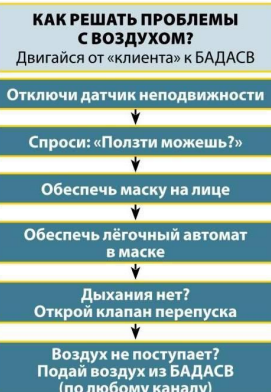 КАК РЕШАТЬ ПРОБЛЕМЫ
С ВОЗДУХОМ?
Двигайся от «клиента» к БАДАСВ
Отключи датчик неподвижности
Спроси: «Ползти можешь?»
Обеспечь маску на лице
Обеспечь лёгочный автомат
в маске
Дыхания нет?
Открой клапан перепуска
Воздух не поступает?
Подай воздух из БАДАСВ
(по любому каналу)